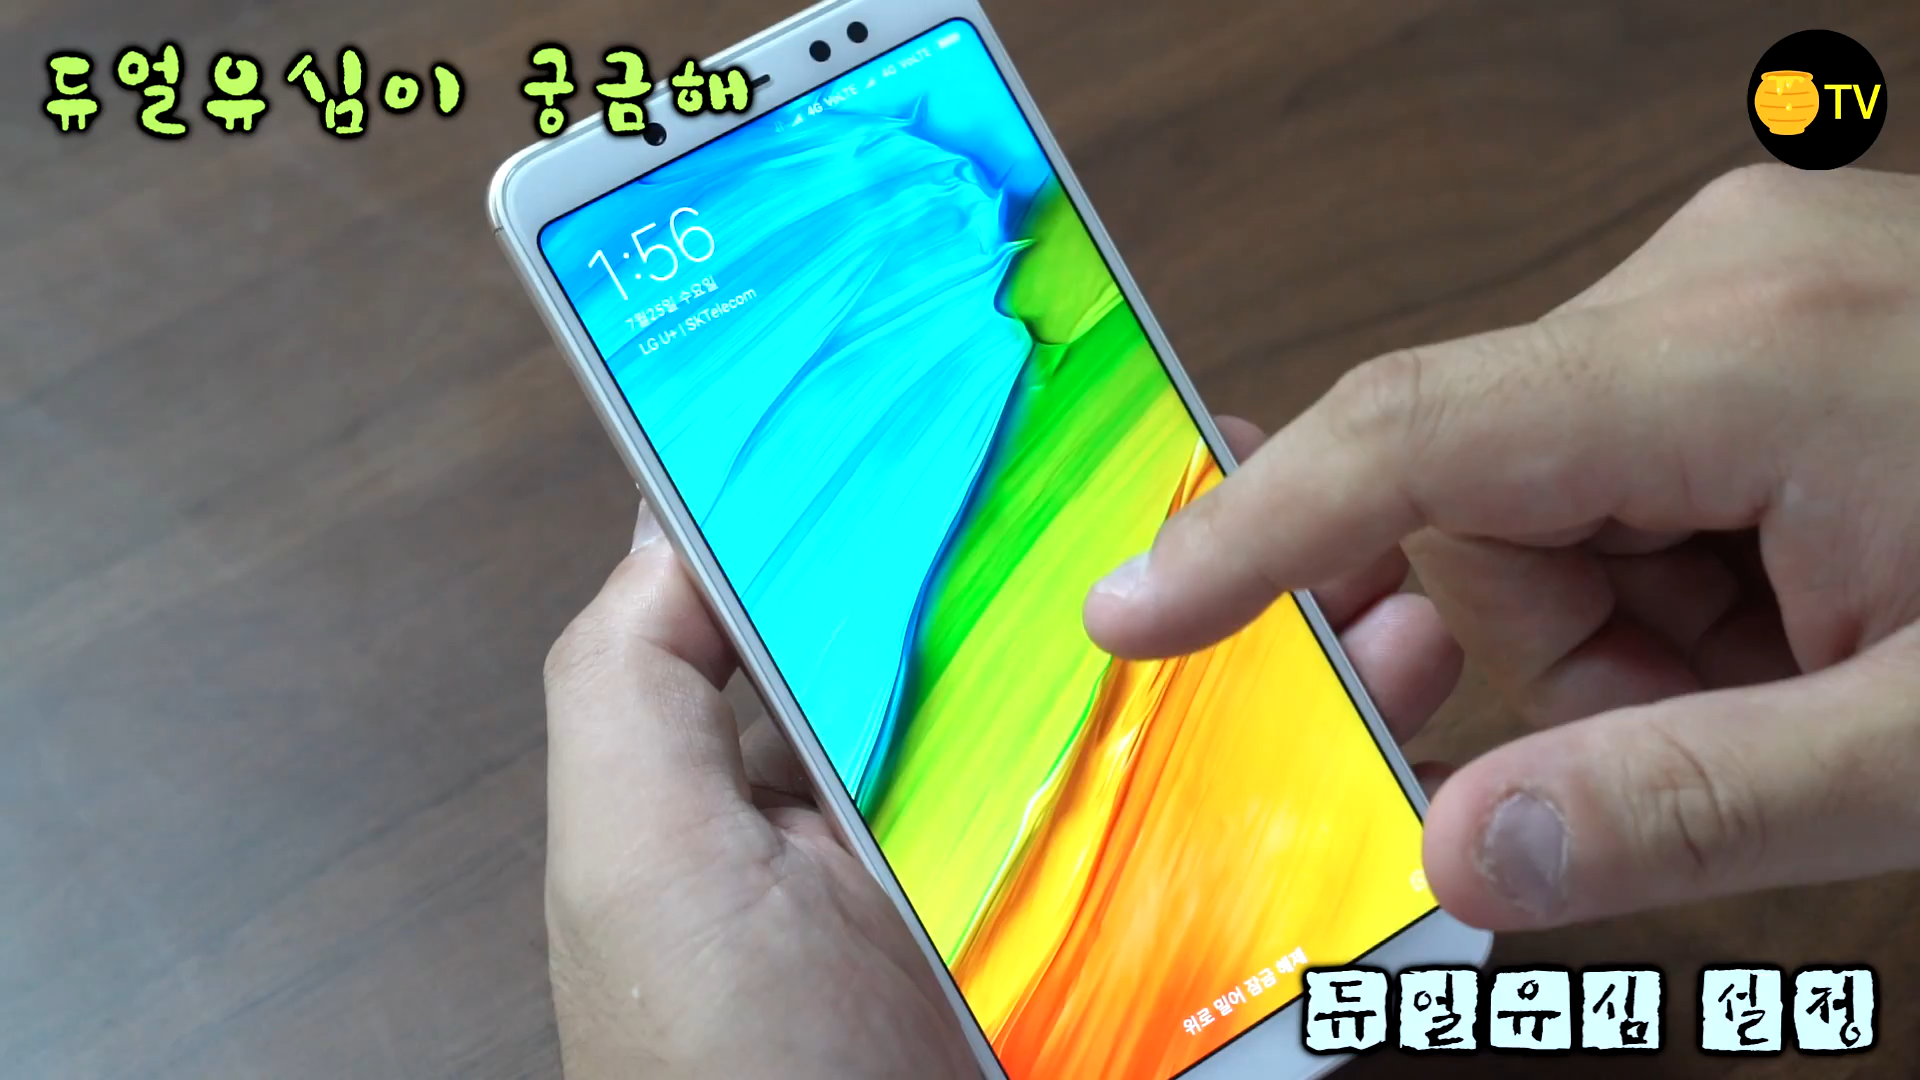 듀얼유심이 궁금해
TV
4G VoLTE 4G VoLTE
1:56
7월25일 수요일
LG U+ | SKTelecom
위로 밀어 잠금 해제
듀얼유심 설정